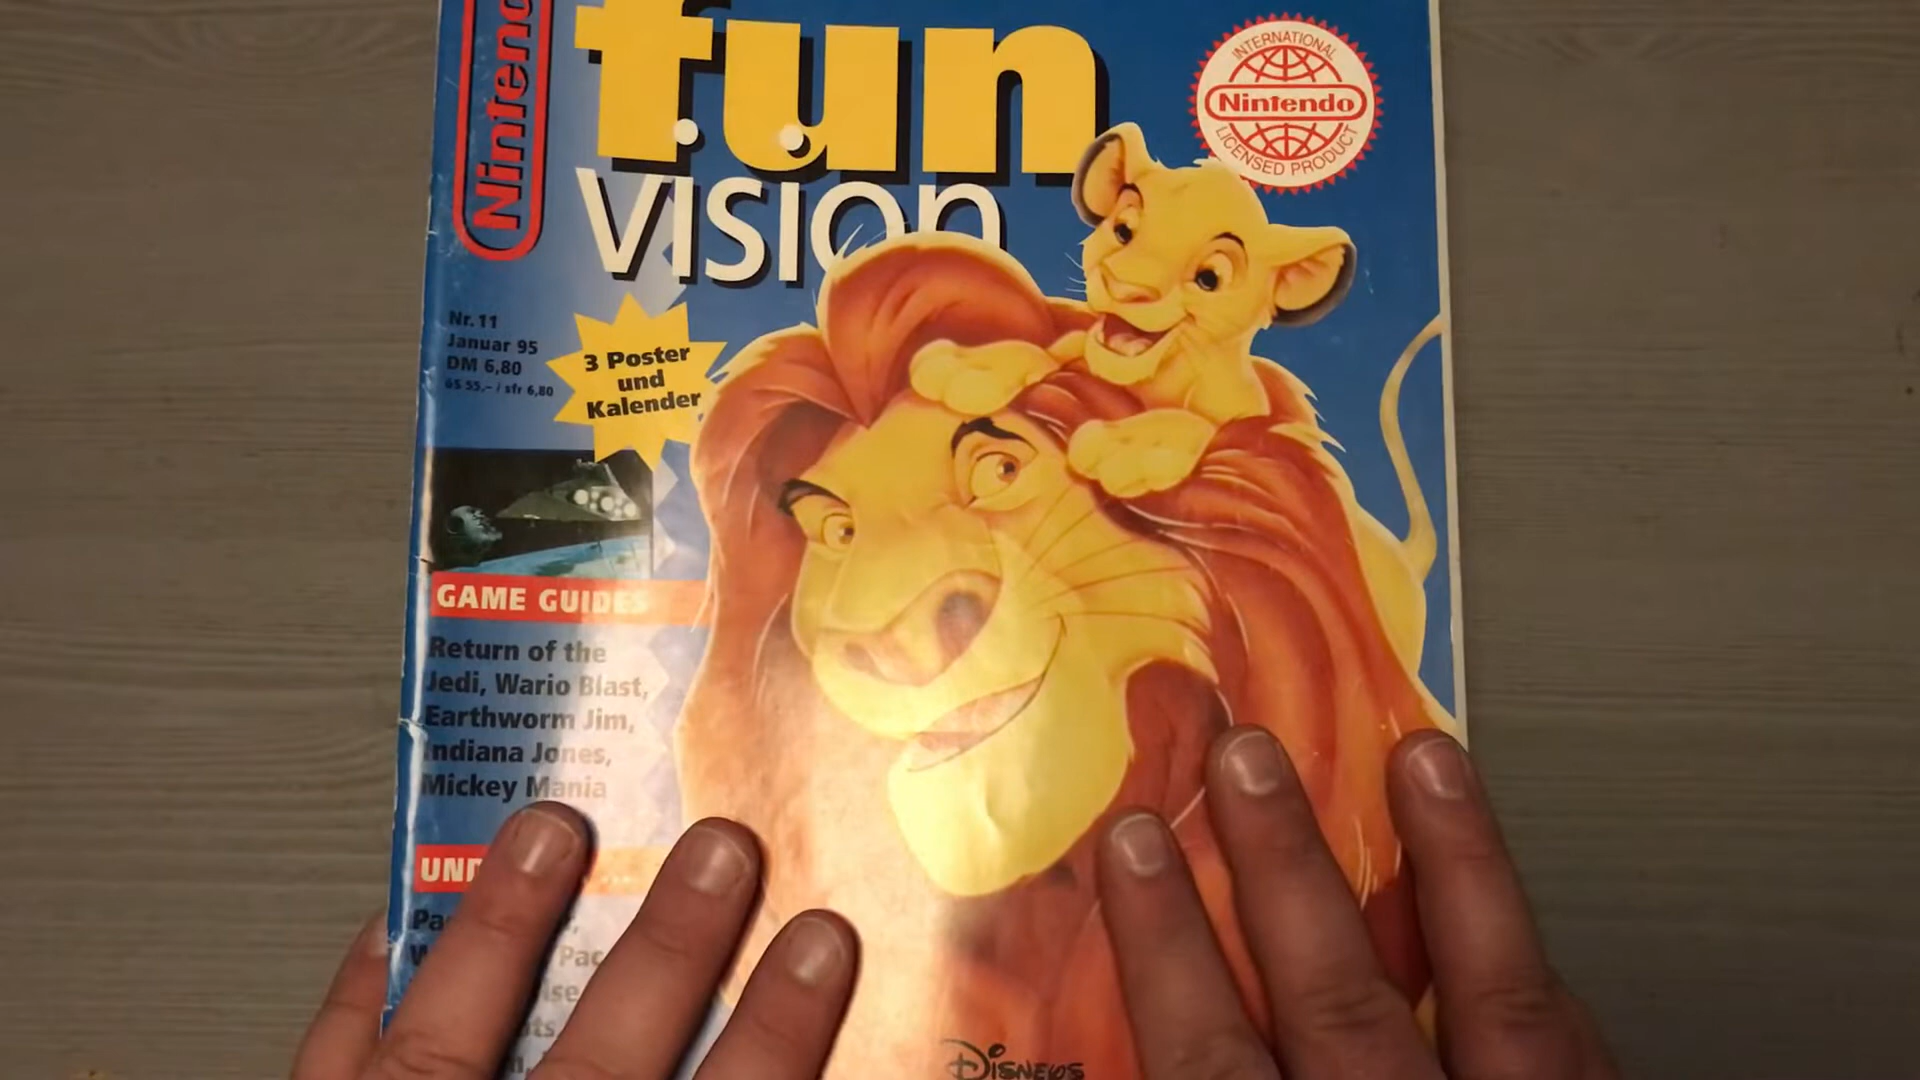 Nintendo
fun
vision
INTERNATIONAL
Nintendo
LICENSED PRODUCT
Nr. 11
Januar 95
DM 6,80
öS 55,- / sfr 6,80
3 Poster
und
Kalender
GAME GUIDES
Return of the
Jedi, Wario Blast,
Earthworm Jim,
Indiana Jones,
Mickey Mania
DISNEY'S